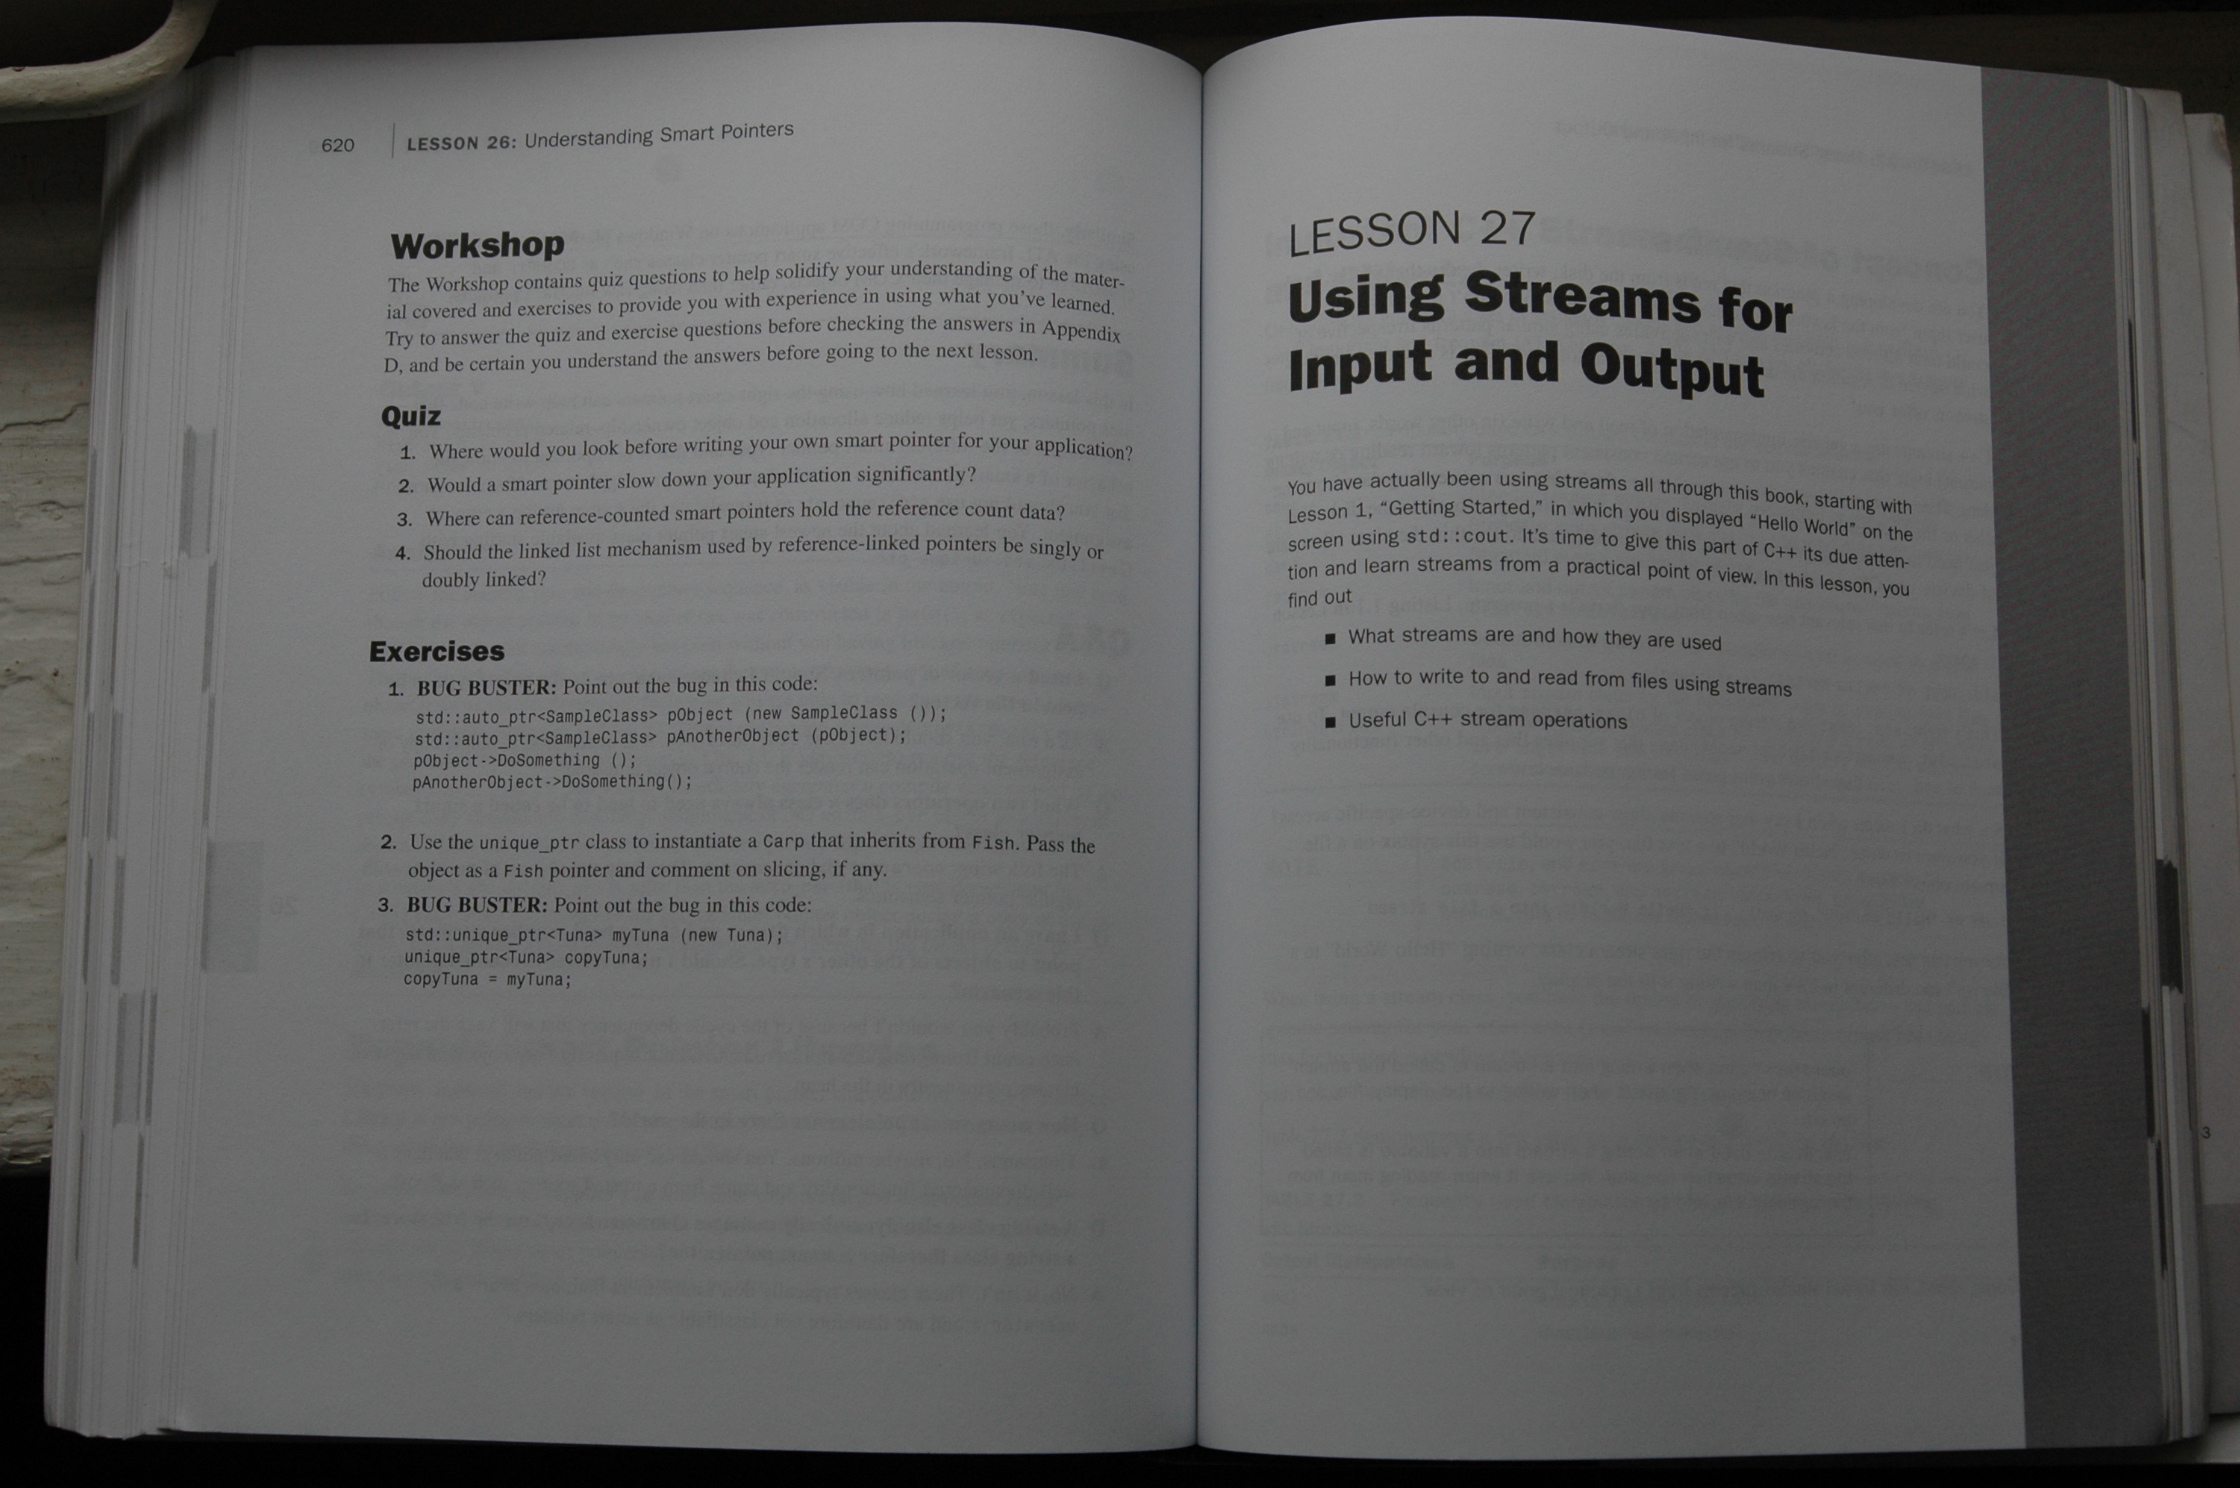 620 LESSON 26: Understanding Smart Pointers
Workshop
The Workshop contains quiz questions to help solidify your understanding of the mater-
ial covered and exercises to provide you with experience in using what you've learned.
Try to answer the quiz and exercise questions before checking the answers in Appendix
D, and be certain you understand the answers before going to the next lesson.
Quiz
1. Where would you look before writing your own smart pointer for your application?
2. Would a smart pointer slow down your application significantly?
3. Where can reference-counted smart pointers hold the reference count data?
4. Should the linked list mechanism used by reference-linked pointers be singly or
doubly linked?
Exercises
1. BUG BUSTER: Point out the bug in this code:
std::auto_ptr<SampleClass> pObject (new SampleClass ());
std::auto_ptr<SampleClass> pAnotherObject (pObject);
pObject->DoSomething ();
pAnotherObject->DoSomething();
2. Use the unique_ptr class to instantiate a Carp that inherits from Fish. Pass the
object as a Fish pointer and comment on slicing, if any.
3. BUG BUSTER: Point out the bug in this code:
std::unique_ptr<Tuna> myTuna (new Tuna);
unique_ptr<Tuna> copyTuna;
copyTuna = myTuna;
LESSON 27
Using Streams for
Input and Output
You have actually been using streams all through this book, starting with
Lesson 1, "Getting Started," in which you displayed "Hello World" on the
screen using std::cout. It's time to give this part of C++ its due atten-
tion and learn streams from a practical point of view. In this lesson, you
find out
■ What streams are and how they are used
■ How to write to and read from files using streams
■ Useful C++ stream operations
3